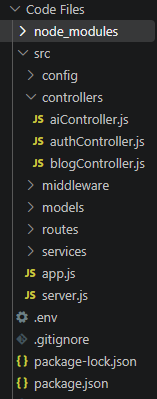 Code Files
node_modules
src
config
controllers
JS aiController.js
JS authController.js
JS blogController.js
middleware
models
routes
services
JS app.js
JS server.js
.env
.gitignore
{} package-lock.json
{} package.json